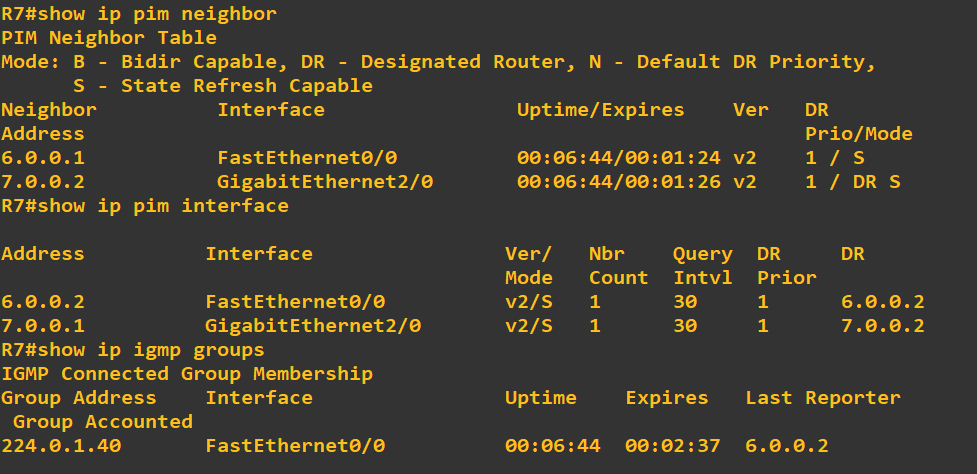 R7#show ip pim neighbor
PIM Neighbor Table
Mode: B - Bidir Capable, DR - Designated Router, N - Default DR Priority,
      S - State Refresh Capable
Neighbor          Interface                Uptime/Expires    Ver   DR
Address                                                            Prio/Mode
6.0.0.1           FastEthernet0/0          00:06:44/00:01:24 v2    1 / S
7.0.0.2           GigabitEthernet2/0       00:06:44/00:01:26 v2    1 / DR S
R7#show ip pim interface

Address          Interface                Ver/   Nbr    Query  DR     DR
                                          Mode   Count  Intvl  Prior
6.0.0.2          FastEthernet0/0          v2/S   1      30     1      6.0.0.2
7.0.0.1          GigabitEthernet2/0       v2/S   1      30     1      7.0.0.2
R7#show ip igmp groups
IGMP Connected Group Membership
Group Address    Interface                Uptime    Expires   Last Reporter
 Group Accounted
224.0.1.40       FastEthernet0/0          00:06:44  00:02:37  6.0.0.2